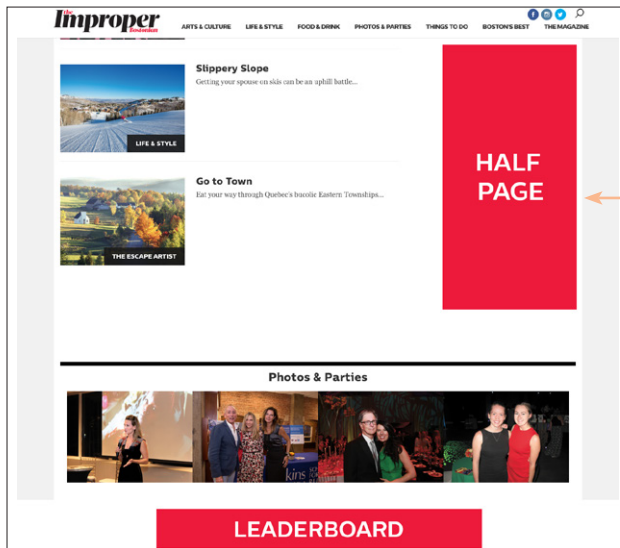 the
Improper
Bostonian
ARTS & CULTURE LIFE & STYLE FOOD & DRINK PHOTOS & PARTIES THINGS TO DO BOSTON'S BEST THE MAGAZINE
Slippery Slope
Getting your spouse on skis can be an uphill battle...
LIFE & STYLE
HALF
PAGE
Go to Town
Eat your way through Quebec's bucolic Eastern Townships...
THE ESCAPE ARTIST
Photos & Parties
kins
LEADERBOARD